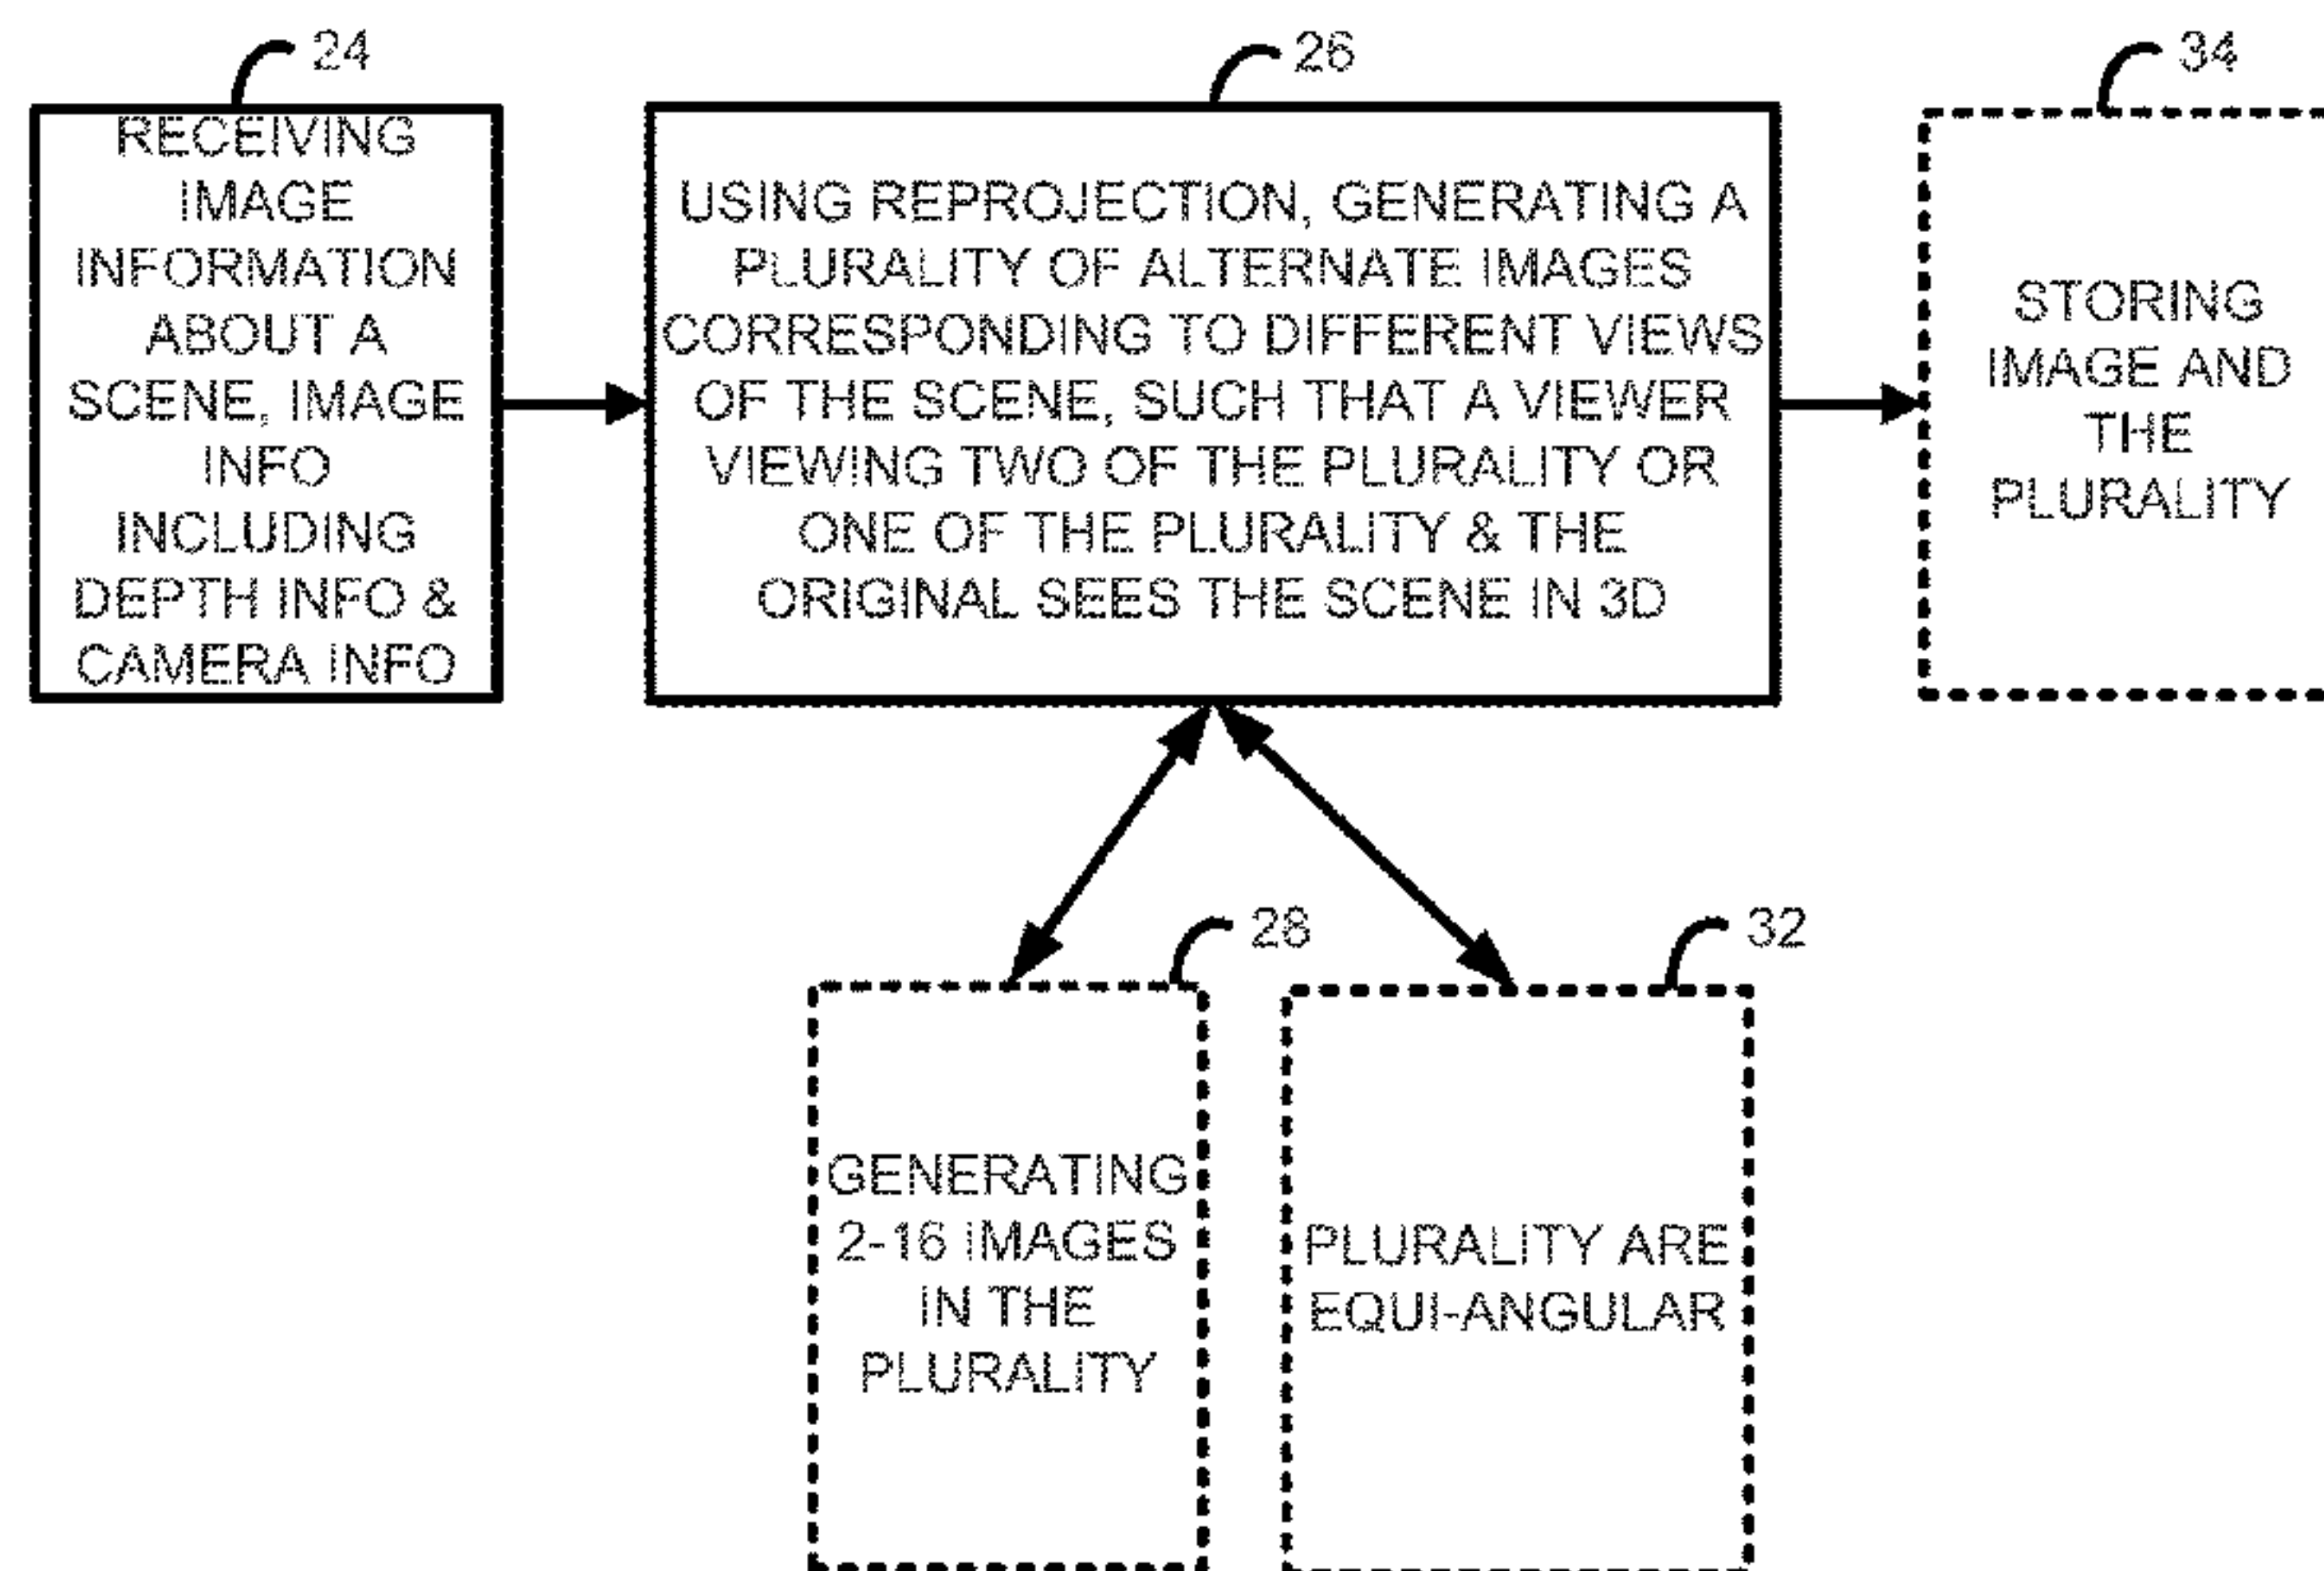 24
RECEIVING
IMAGE
INFORMATION
ABOUT A
SCENE, IMAGE
INFO
INCLUDING
DEPTH INFO &
CAMERA INFO
26
USING REPROJECTION, GENERATING A
PLURALITY OF ALTERNATE IMAGES
CORRESPONDING TO DIFFERENT VIEWS
OF THE SCENE, SUCH THAT A VIEWER
VIEWING TWO OF THE PLURALITY OR
ONE OF THE PLURALITY & THE
ORIGINAL SEES THE SCENE IN 3D
34
STORING
IMAGE AND
THE
PLURALITY
28
GENERATING
2-16 IMAGES
IN THE
PLURALITY
32
PLURALITY ARE
EQUI-ANGULAR